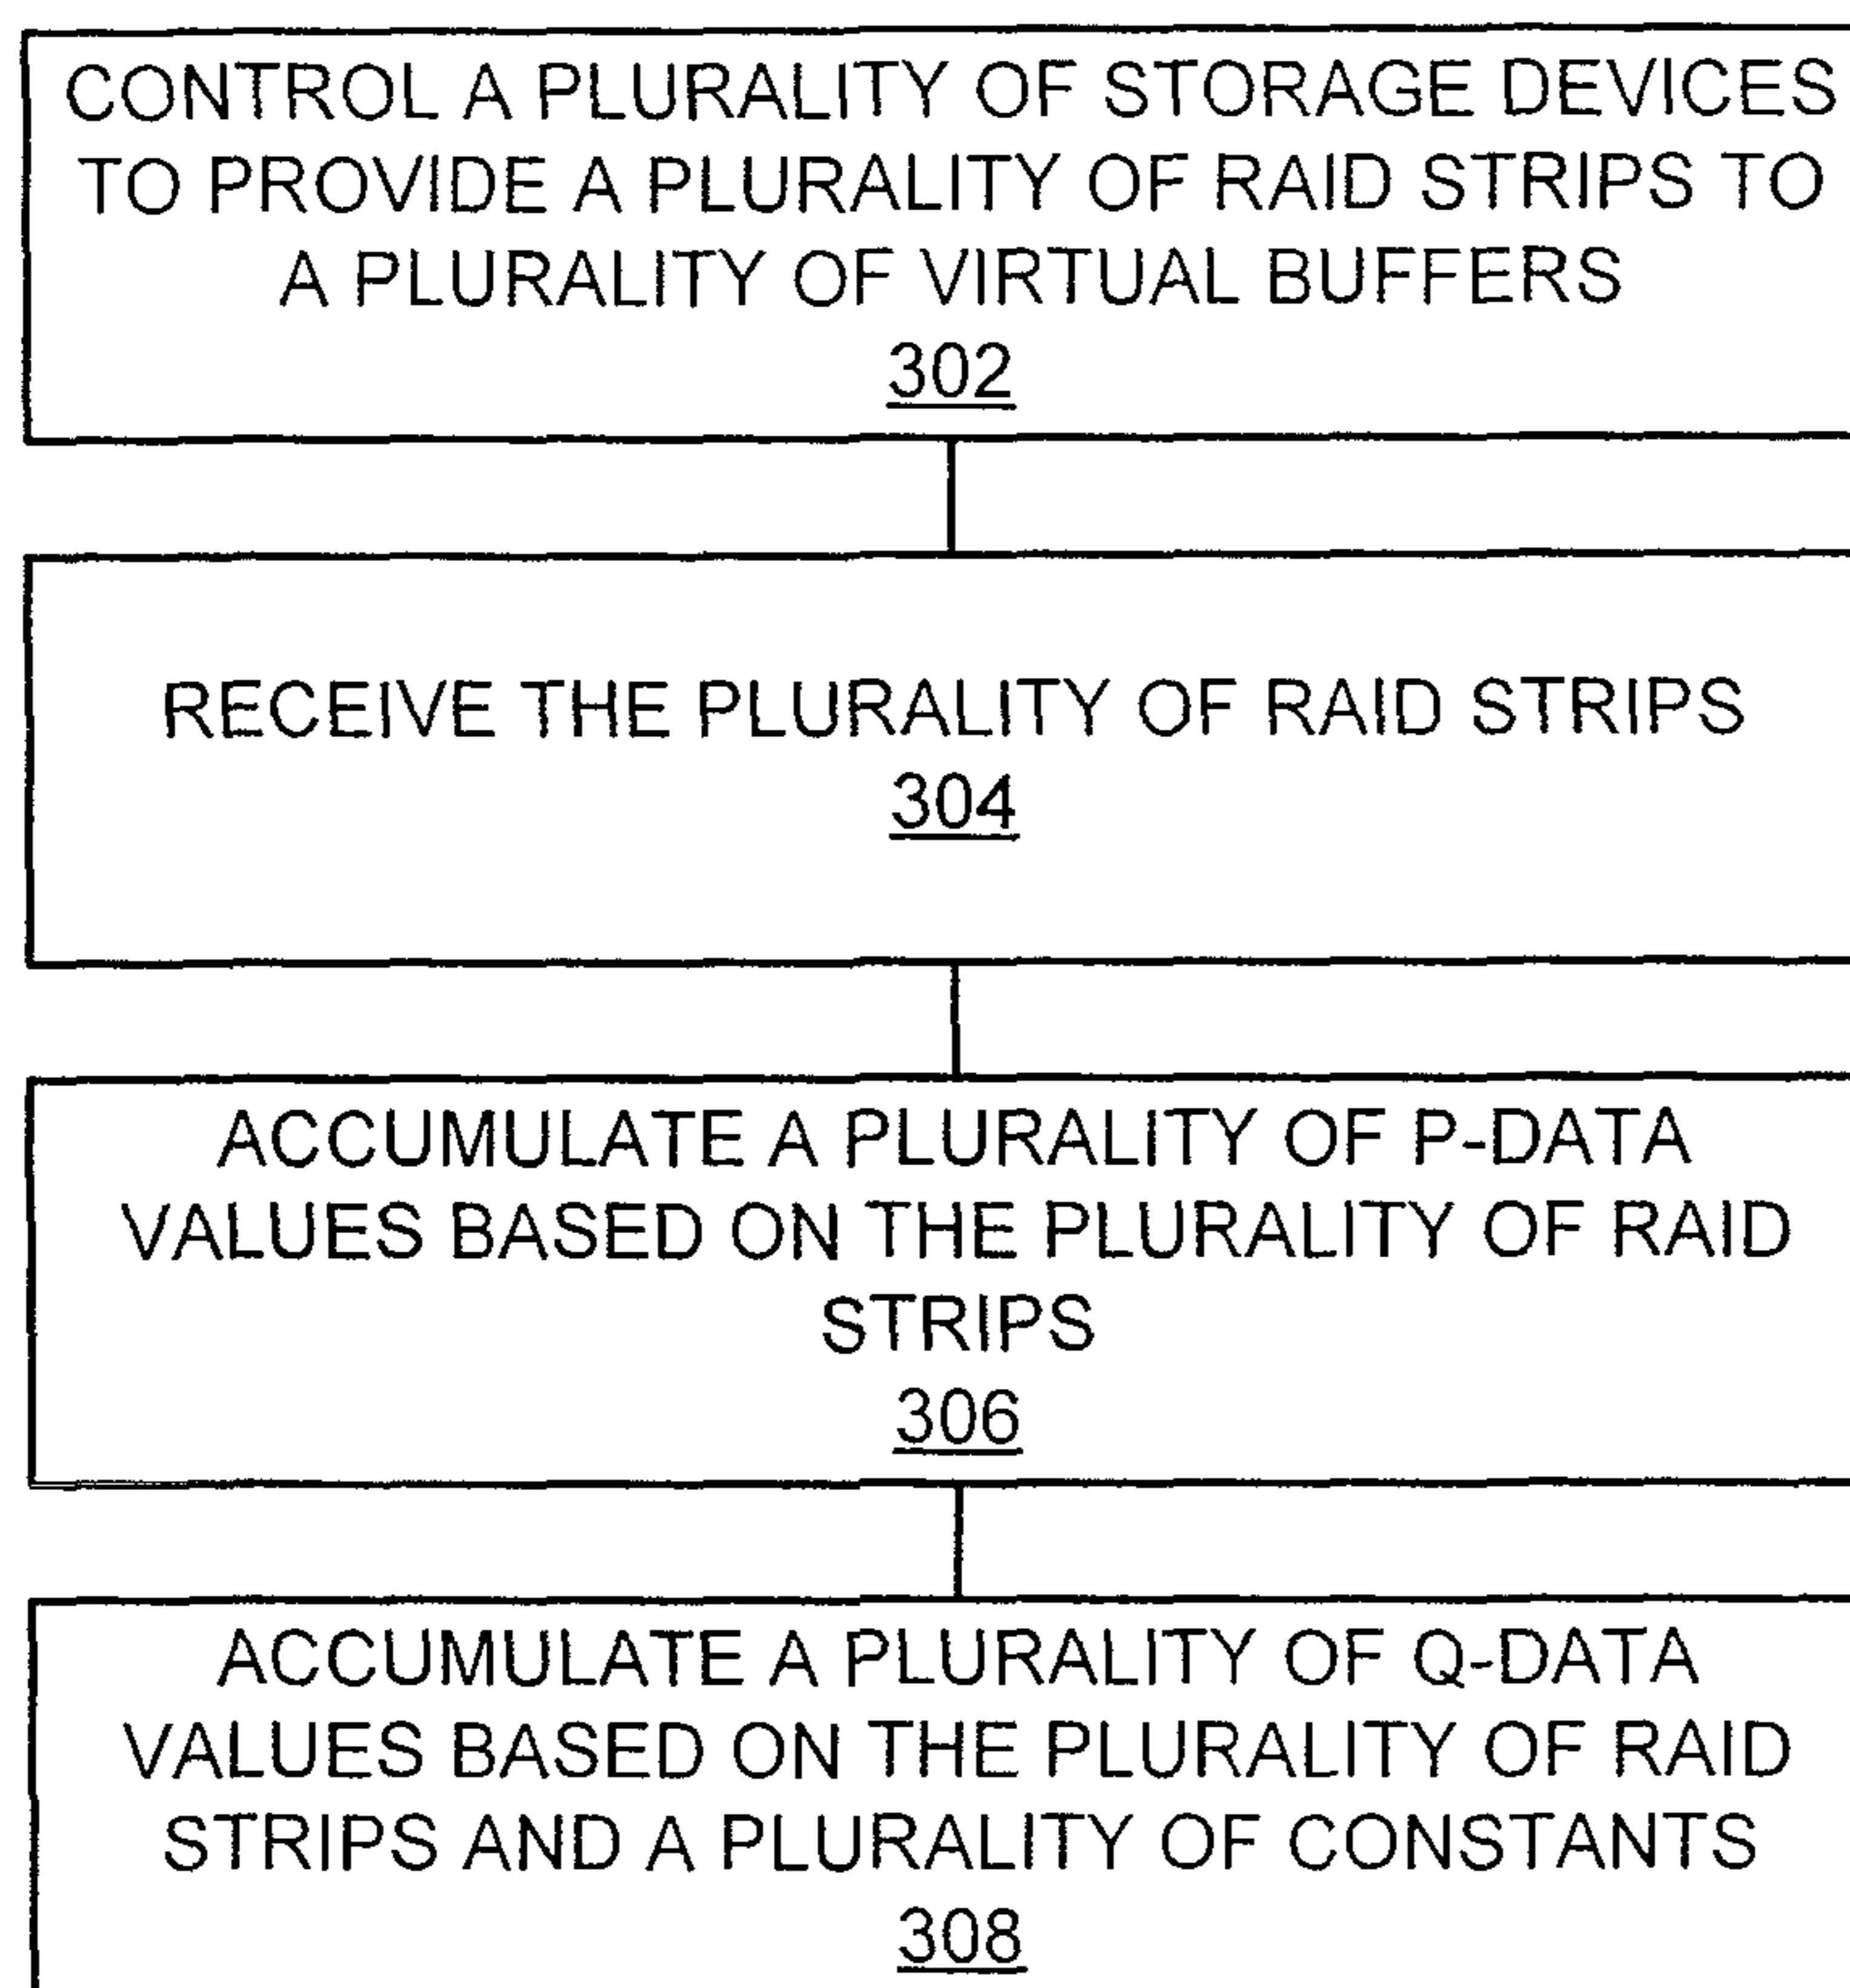 CONTROL A PLURALITY OF STORAGE DEVICES
TO PROVIDE A PLURALITY OF RAID STRIPS TO
A PLURALITY OF VIRTUAL BUFFERS
302
RECEIVE THE PLURALITY OF RAID STRIPS
304
ACCUMULATE A PLURALITY OF P-DATA
VALUES BASED ON THE PLURALITY OF RAID
STRIPS
306
ACCUMULATE A PLURALITY OF Q-DATA
VALUES BASED ON THE PLURALITY OF RAID
STRIPS AND A PLURALITY OF CONSTANTS
308